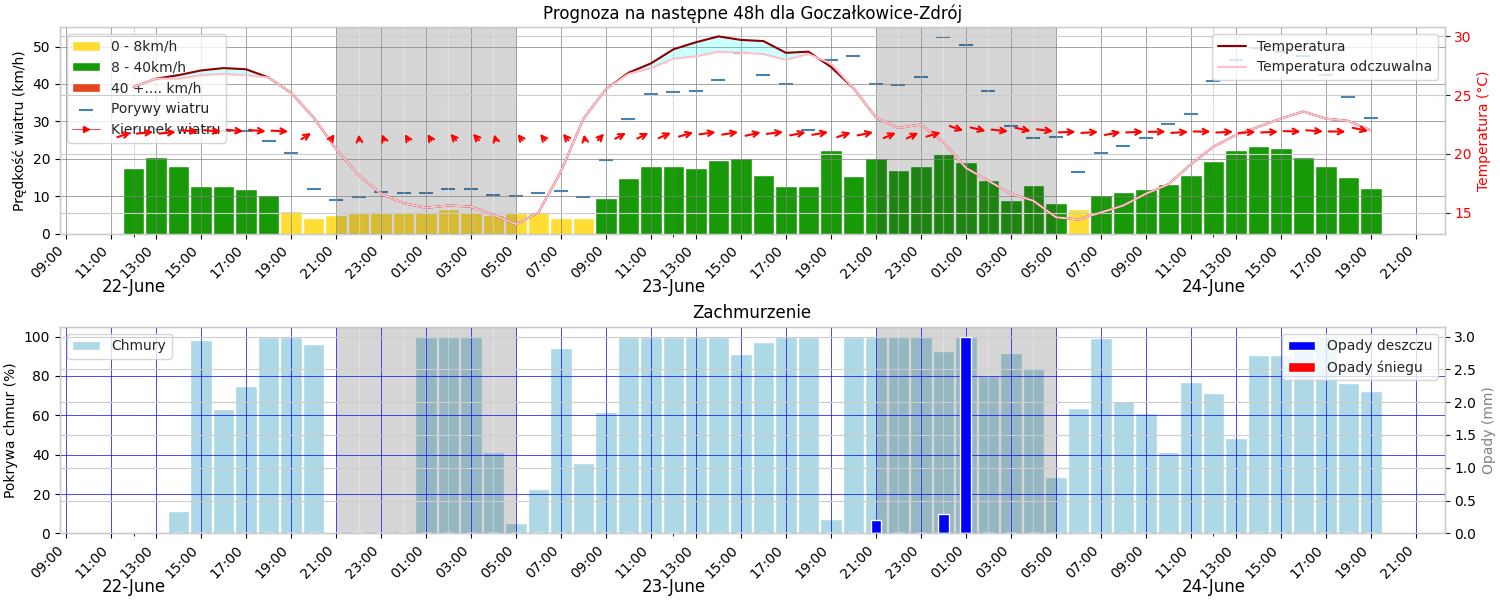 Prognoza na następne 48h dla Goczałkowice-Zdrój
Prędkość wiatru (km/h)
50
40
30
20
10
0
0 - 8km/h
8 - 40km/h
40 +.... km/h
Porywy wiatru
Kierunek wiatru
Temperatura
Temperatura odczuwalna
30
25
20
15
Temperatura (°C)
09:00 11:00 13:00 15:00 17:00 19:00 21:00 23:00 01:00 03:00 05:00 07:00 09:00 11:00 13:00 15:00 17:00 19:00 21:00 23:00 01:00 03:00 05:00 07:00 09:00 11:00 13:00 15:00 17:00 19:00 21:00
22-June 23-June 24-June
Zachmurzenie
Pokrywa chmur (%)
100
80
60
40
20
0
Chmury
Opady deszczu
Opady śniegu
3.0
2.5
2.0
1.5
1.0
0.5
0.0
Opady (mm)
09:00 11:00 13:00 15:00 17:00 19:00 21:00 23:00 01:00 03:00 05:00 07:00 09:00 11:00 13:00 15:00 17:00 19:00 21:00 23:00 01:00 03:00 05:00 07:00 09:00 11:00 13:00 15:00 17:00 19:00 21:00
22-June 23-June 24-June